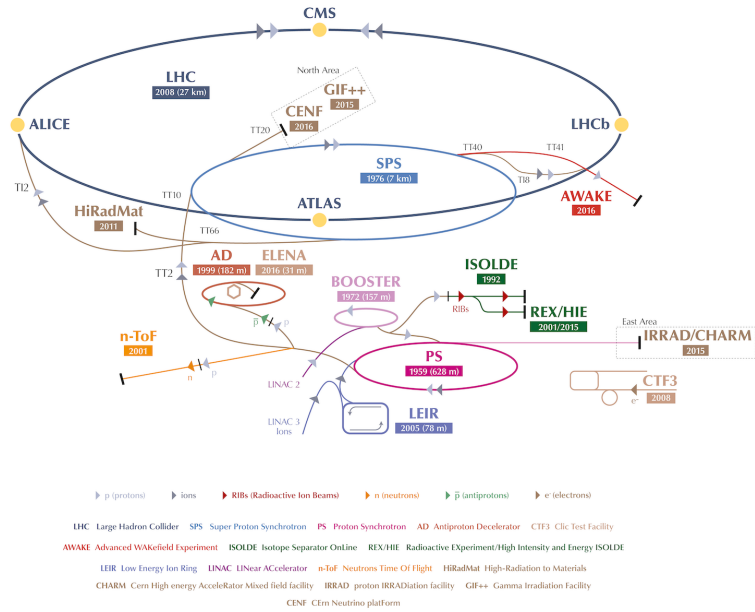 CMS
North Area
LHC
2008 (27 km)
GIF++
2015
CENF
2016
ALICE
LHCb
TT20
TT40
TT41
SPS
1976 (7 km)
TI2
TT10
TI8
AWAKE
2016
HiRadMat
2011
ATLAS
TT66
AD
1999 (182 m)
ELENA
2016 (31 m)
TT2
ISOLDE
1992
BOOSTER
1972 (157 m)
RIBs
REX/HIE
2001/2015
p̅
p
East Area
n-ToF
2001
IRRAD/CHARM
2015
PS
1959 (628 m)
n
p
LINAC 2
CTF3
2008
e-
LEIR
2005 (78 m)
LINAC 3
Ions
p (protons) ions RIBs (Radioactive Ion Beams) n (neutrons) p̅ (antiprotons) e- (electrons)
LHC Large Hadron Collider SPS Super Proton Synchrotron PS Proton Synchrotron AD Antiproton Decelerator CTF3 Clic Test Facility
AWAKE Advanced WAKefield Experiment ISOLDE Isotope Separator OnLine REX/HIE Radioactive EXperiment/High Intensity and Energy ISOLDE
LEIR Low Energy Ion Ring LINAC LINear ACcelerator n-ToF Neutrons Time Of Flight HiRadMat High-Radiation to Materials
CHARM Cern High energy AcceleRator Mixed field facility IRRAD proton IRRADiation facility GIF++ Gamma Irradiation Facility
CENF CErn Neutrino platForm